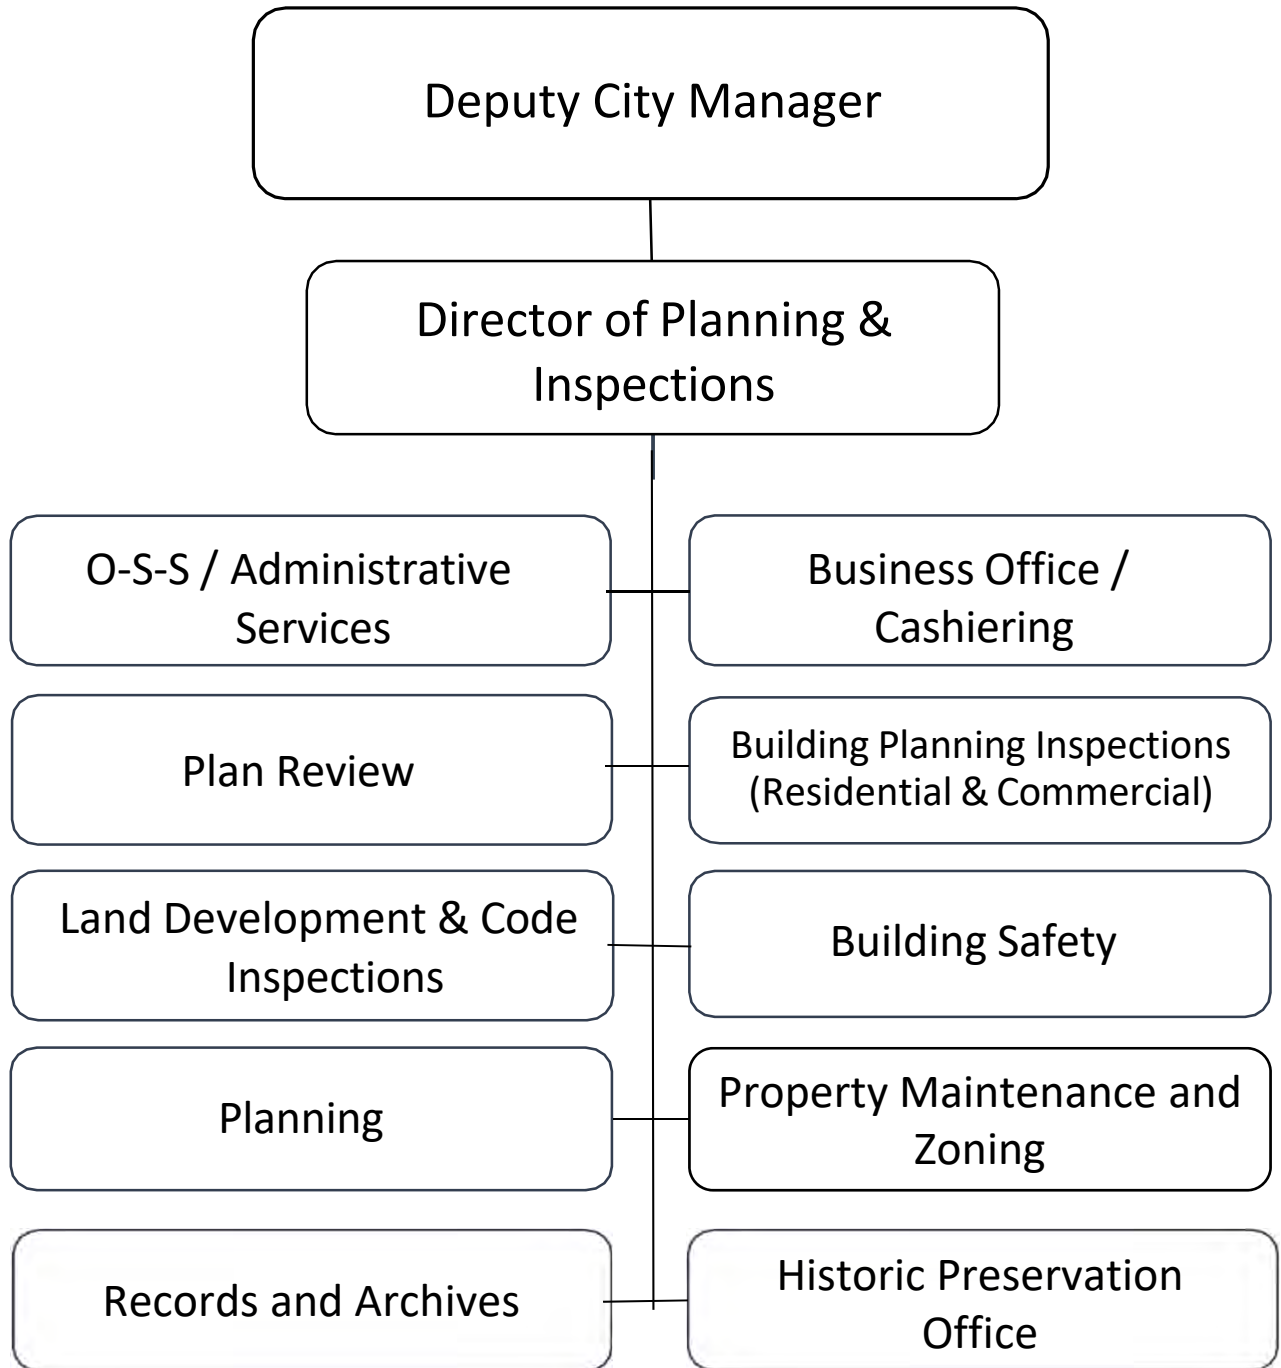 Deputy City Manager
Director of Planning &
Inspections
O-S-S / Administrative
Services
Business Office /
Cashiering
Plan Review
Building Planning Inspections
(Residential & Commercial)
Land Development & Code
Inspections
Building Safety
Planning
Property Maintenance and
Zoning
Records and Archives
Historic Preservation
Office